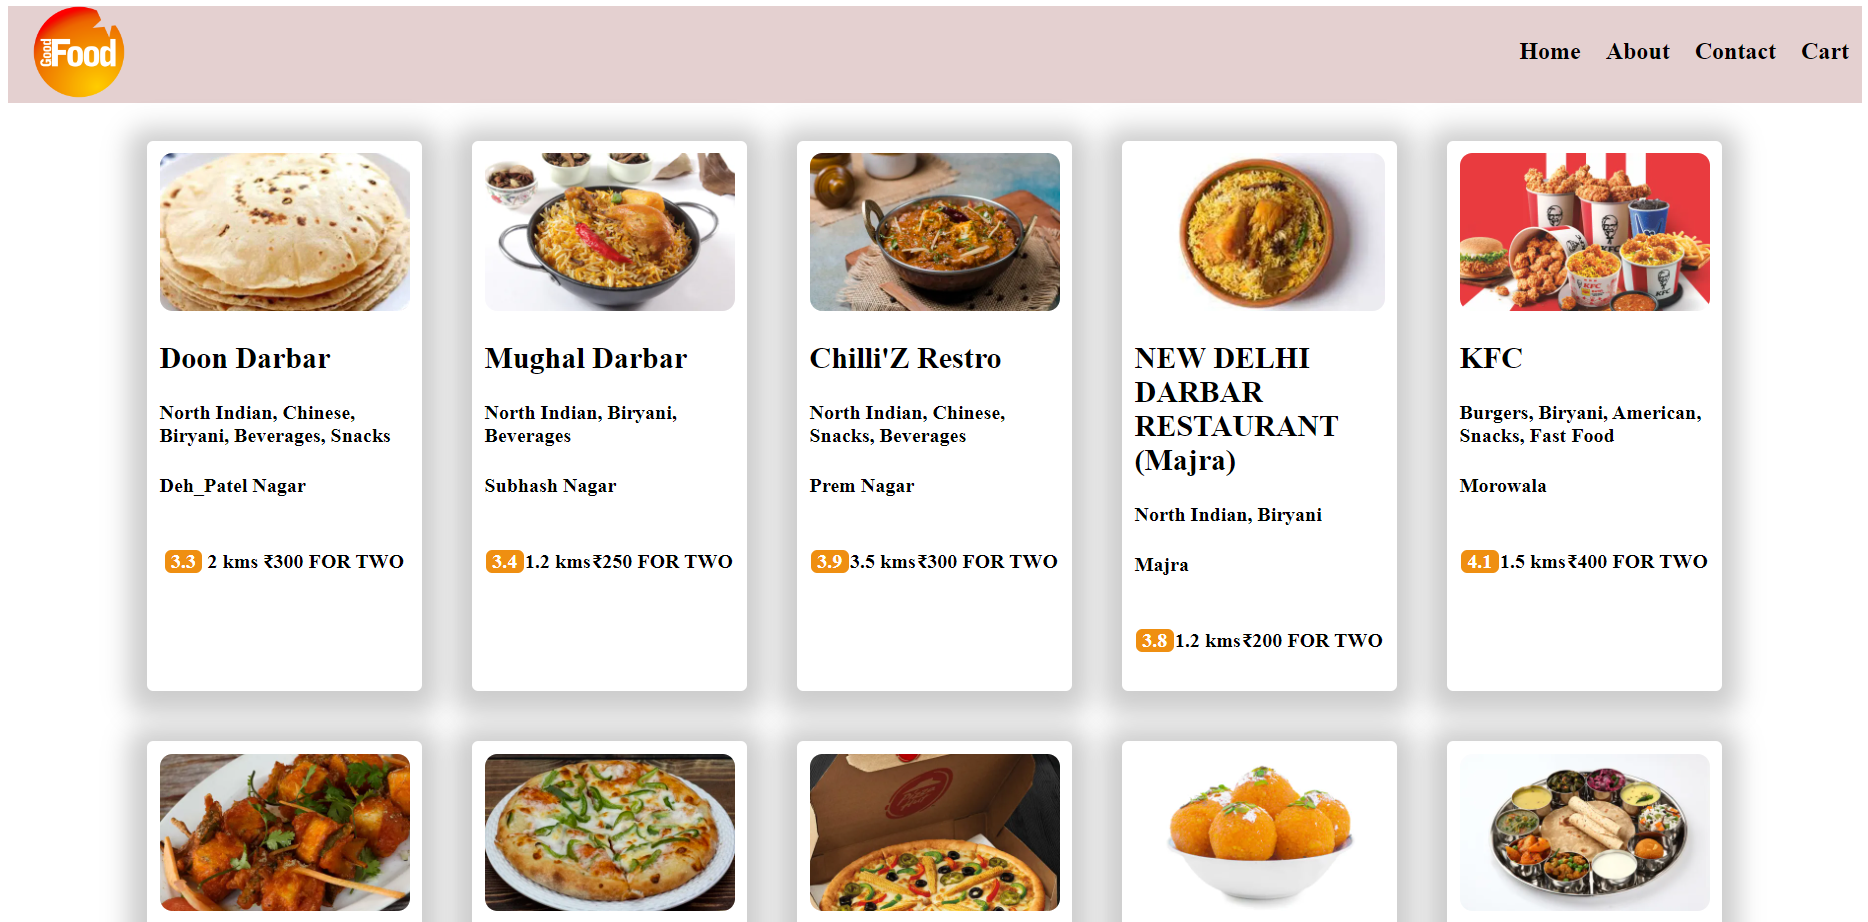 Good
Food
Home About Contact Cart
KFC
KFC
Doon Darbar
North Indian, Chinese,
Biryani, Beverages, Snacks
Deh_Patel Nagar
3.3 2 kms ₹300 FOR TWO
Mughal Darbar
North Indian, Biryani,
Beverages
Subhash Nagar
3.4 1.2 kms ₹250 FOR TWO
Chilli'Z Restro
North Indian, Chinese,
Snacks, Beverages
Prem Nagar
3.9 3.5 kms ₹300 FOR TWO
NEW DELHI
DARBAR
RESTAURANT
(Majra)
North Indian, Biryani
Majra
3.8 1.2 kms ₹200 FOR TWO
KFC
Burgers, Biryani, American,
Snacks, Fast Food
Morowala
4.1 1.5 kms ₹400 FOR TWO